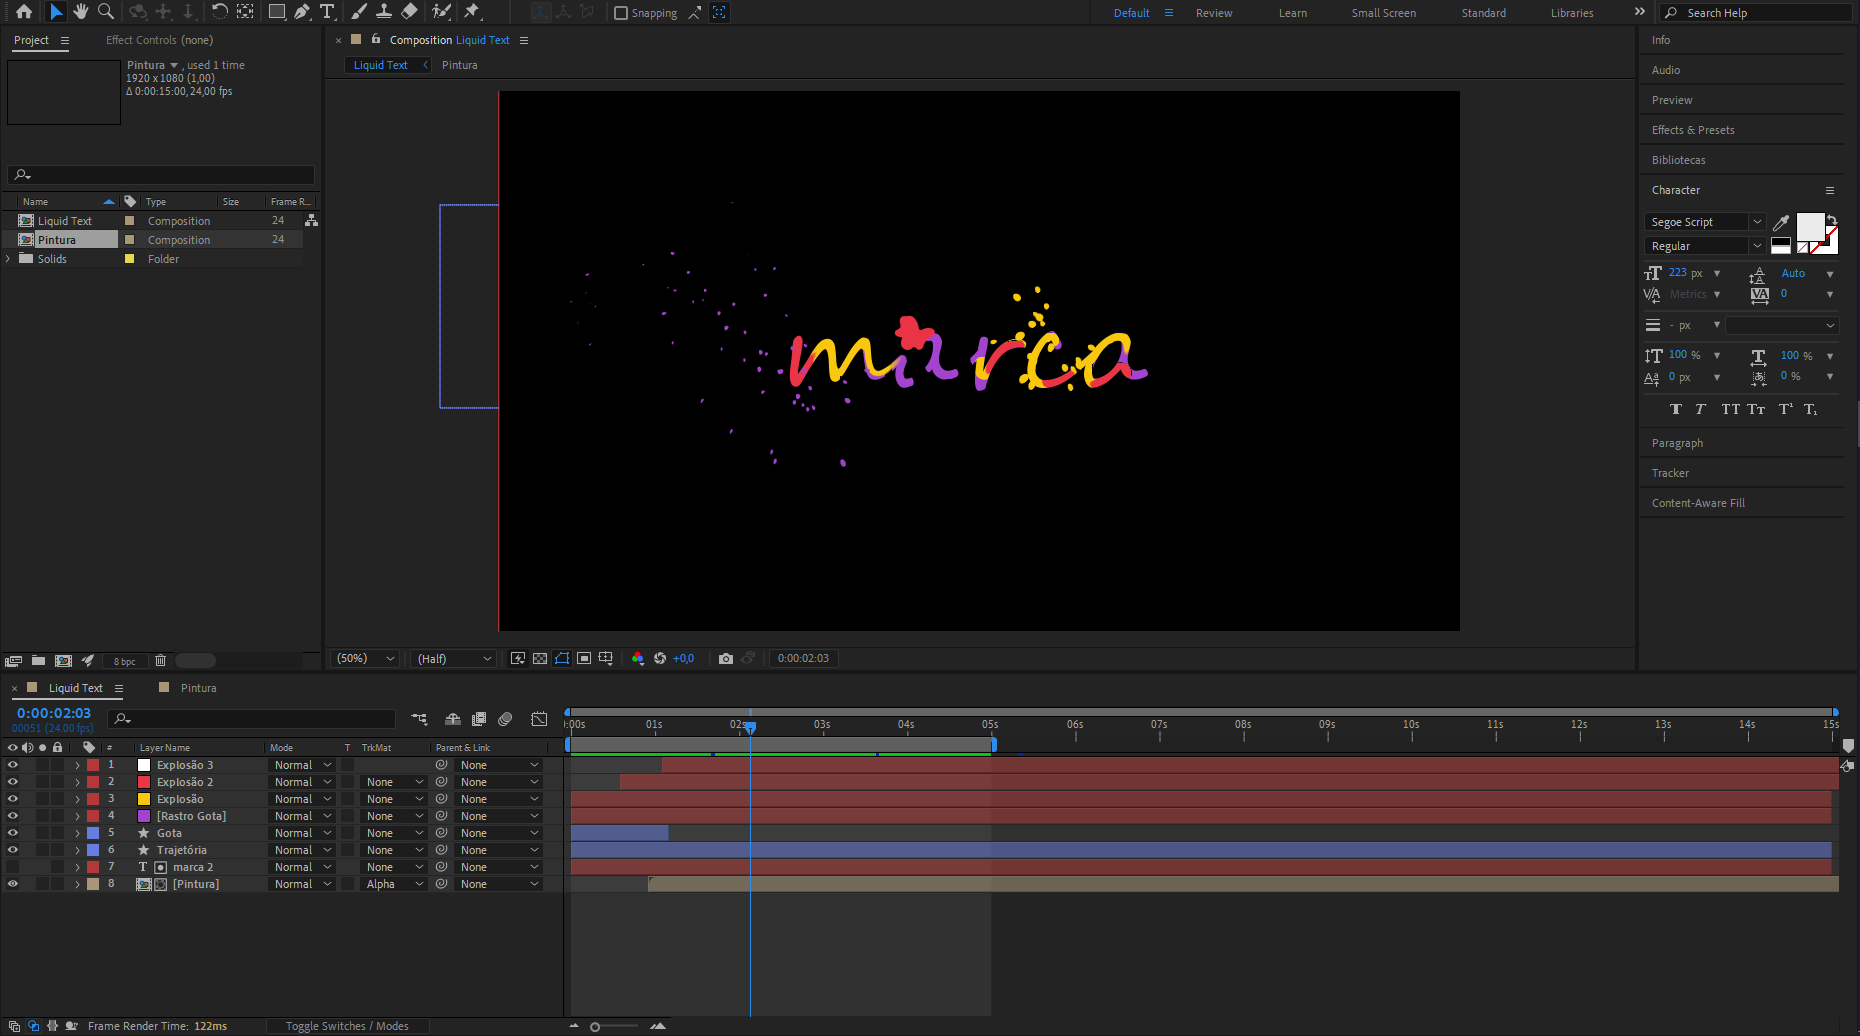 Snapping
Default
Review
Learn
Small Screen
Standard
Libraries
Search Help
Project
Effect Controls (none)
Composition Liquid Text
Liquid Text
Pintura
Pintura , used 1 time
1920 x 1080 (1,00)
Δ 0:00:15:00, 24,00 fps
Name Type Size Frame R...
Liquid Text Composition 24
Pintura Composition 24
Solids Folder
8 bpc
marca
(50%) (Half) +0,0 0:00:02:03
Info
Audio
Preview
Effects & Presets
Bibliotecas
Character
Segoe Script
Regular
223 px Auto
Metrics 0
- px
100 % 100 %
0 px 0 %
T T TT Tt T¹ T₁
Paragraph
Tracker
Content-Aware Fill
Liquid Text Pintura
0:00:02:03
00051 (24.00 fps)
:00s 01s 02s 03s 04s 05s 06s 07s 08s 09s 10s 11s 12s 13s 14s 15s
# Layer Name Mode T TrkMat Parent & Link
1 Explosão 3 Normal None
2 Explosão 2 Normal None None
3 Explosão Normal None None
4 [Rastro Gota] Normal None None
5 Gota Normal None None
6 Trajetória Normal None None
7 T marca 2 Normal None None
8 [Pintura] Normal Alpha None
Frame Render Time: 122ms
Toggle Switches / Modes